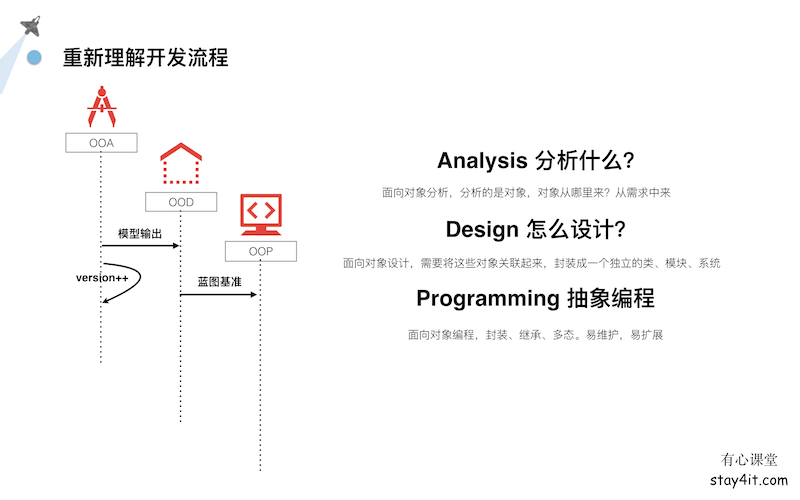 重新理解开发流程
OOA
OOD
OOP
模型输出
version++
蓝图基准
Analysis 分析什么?
面向对象分析，分析的是对象，对象从哪里来? 从需求中来
Design 怎么设计?
面向对象设计，需要将这些对象关联起来，封装成一个独立的类、模块、系统
Programming 抽象编程
面向对象编程，封装、继承、多态。易维护，易扩展
有心课堂
stay4it.com